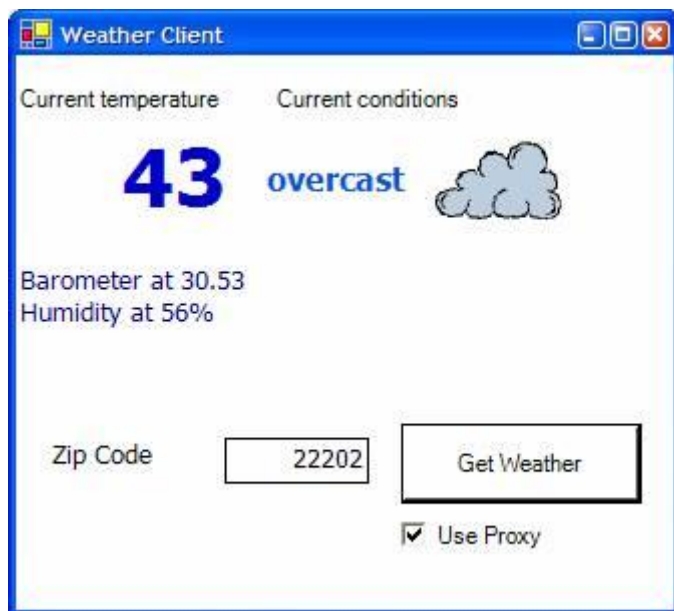 Weather Client
Current temperature Current conditions
43 overcast
Barometer at 30.53
Humidity at 56%
Zip Code 22202 Get Weather
Use Proxy